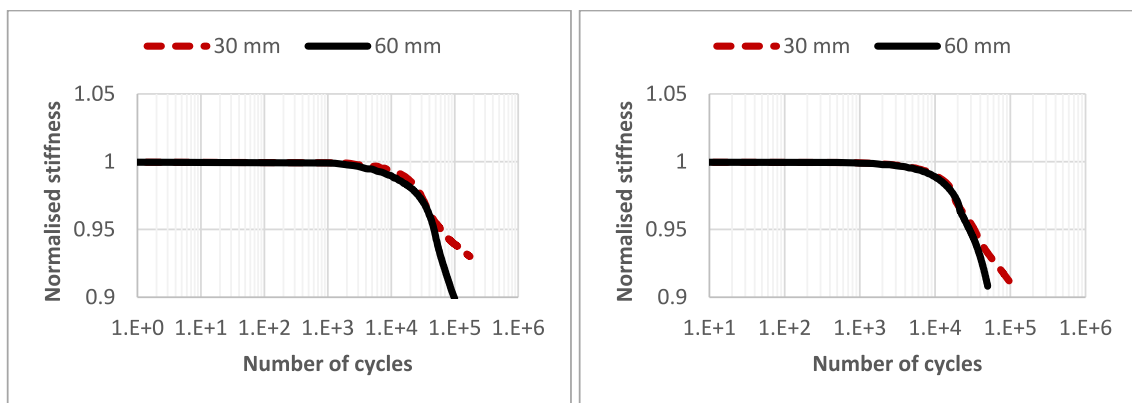 30 mm 60 mm
1.05
1
0.95
0.9
Normalised stiffness
1.E+0 1.E+1 1.E+2 1.E+3 1.E+4 1.E+5 1.E+6
Number of cycles
30 mm 60 mm
1.05
1
0.95
0.9
Normalised stiffness
1.E+1 1.E+2 1.E+3 1.E+4 1.E+5 1.E+6
Number of cycles